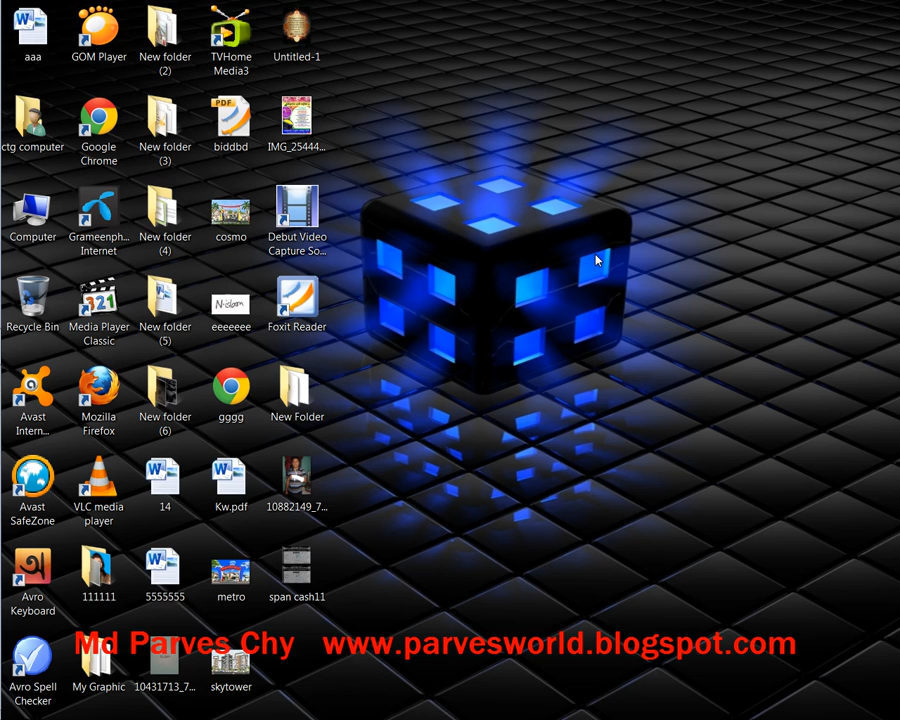 aaa
GOM Player
New folder
(2)
TVHome
Media3
Untitled-1
ctg computer
Google
Chrome
New folder
(3)
PDF
biddbd
IMG_25444...
Computer
Grameenph...
Internet
New folder
(4)
cosmo
Debut Video
Capture So...
Recycle Bin
321
Media Player
Classic
New folder
(5)
N-islam
eeeeeee
Foxit Reader
Avast
Intern...
Mozilla
Firefox
New folder
(6)
gggg
New Folder
Avast
SafeZone
VLC media
player
14
Kw.pdf
10882149_7...
অ
Avro
Keyboard
111111
5555555
metro
span cash11
Md Parves Chy www.parvesworld.blogspot.com
Avro Spell
Checker
My Graphic
10431713_7...
skytower